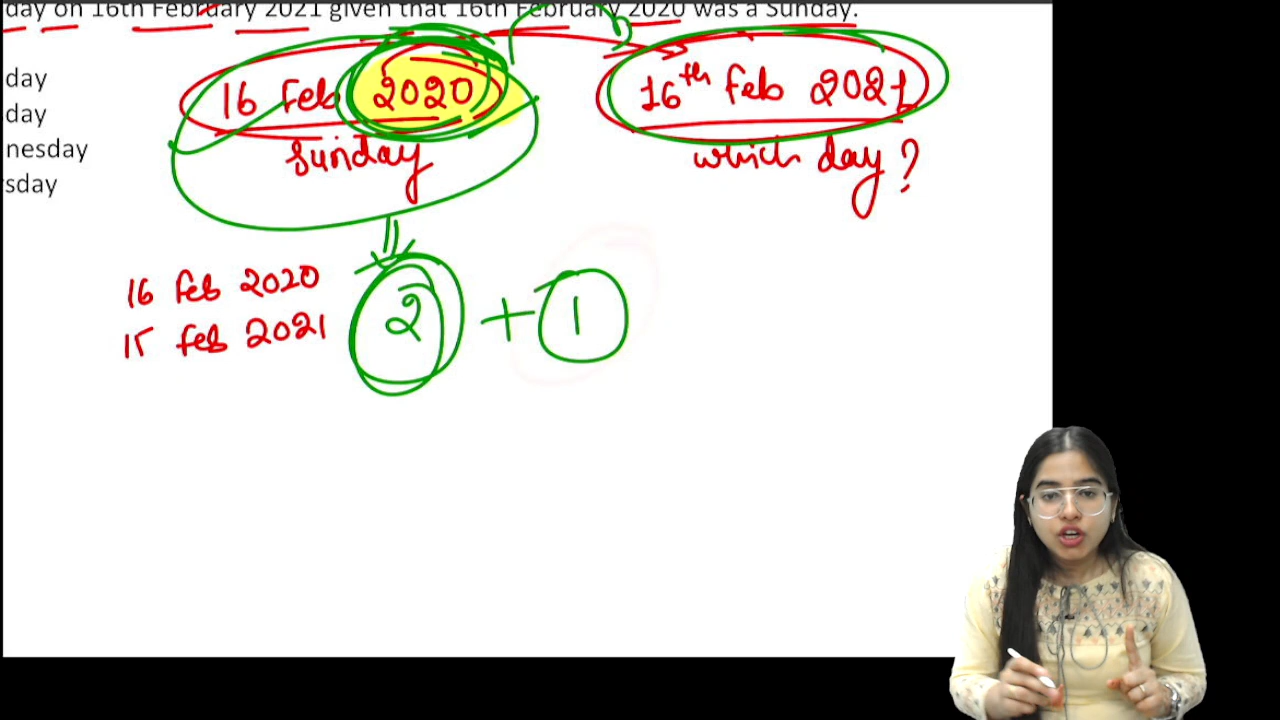 day on 16th February 2021 given that 16th February 2020 was a Sunday.
day
day
nesday
sday
16 Feb 2020
Sunday
16th Feb 2021
which day?
16 Feb 2020
15 Feb 2021
2 + 1